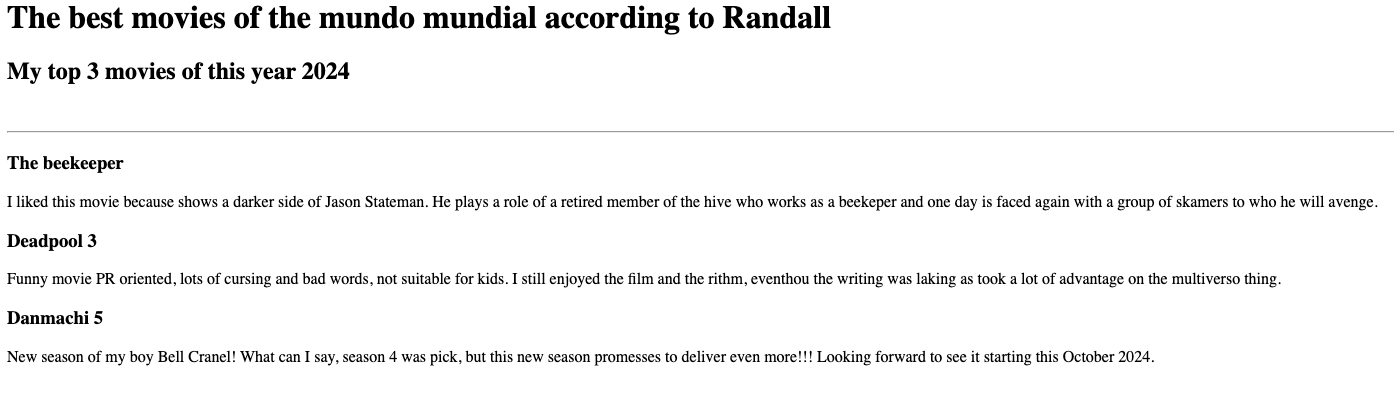 The best movies of the mundo mundial according to Randall
My top 3 movies of this year 2024
The beekeeper
I liked this movie because shows a darker side of Jason Stateman. He plays a role of a retired member of the hive who works as a beekeper and one day is faced again with a group of skamers to who he will avenge.
Deadpool 3
Funny movie PR oriented, lots of cursing and bad words, not suitable for kids. I still enjoyed the film and the rithm, eventhou the writing was laking as took a lot of advantage on the multiverso thing.
Danmachi 5
New season of my boy Bell Cranel! What can I say, season 4 was pick, but this new season promesses to deliver even more!!! Looking forward to see it starting this October 2024.